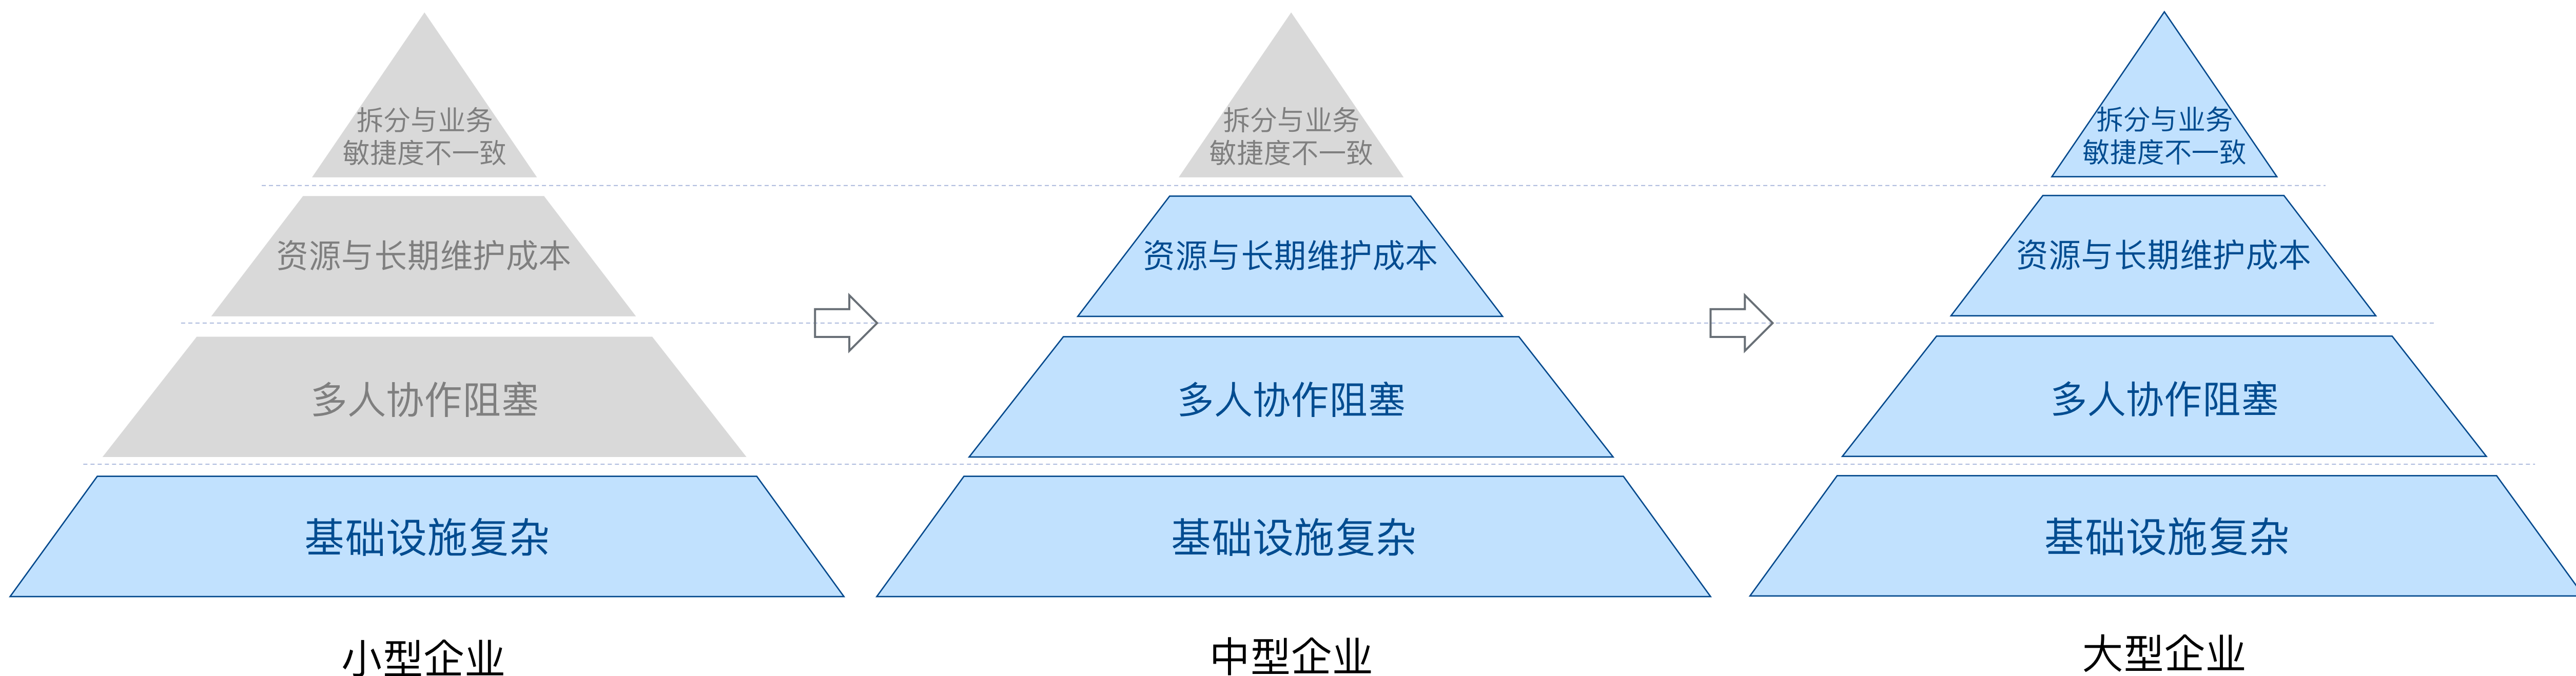 拆分与业务
敏捷度不一致
资源与长期维护成本
多人协作阻塞
基础设施复杂
小型企业
拆分与业务
敏捷度不一致
资源与长期维护成本
多人协作阻塞
基础设施复杂
中型企业
拆分与业务
敏捷度不一致
资源与长期维护成本
多人协作阻塞
基础设施复杂
大型企业